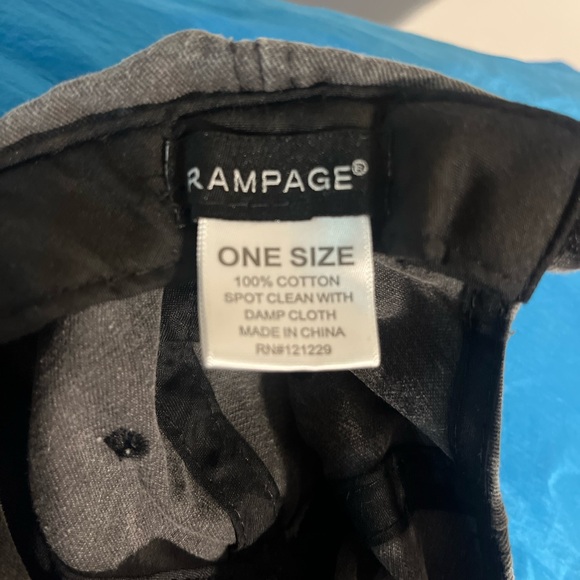 RAMPAGE®
ONE SIZE
100% COTTON
SPOT CLEAN WITH
DAMP CLOTH
MADE IN CHINA
RN#121229